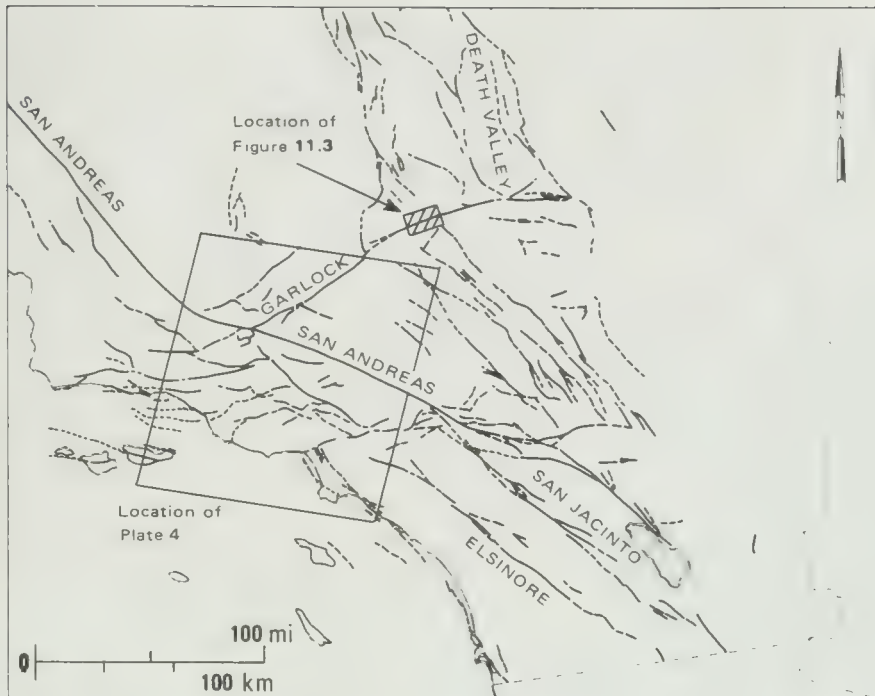 SAN ANDREAS
DEATH VALLEY
Location of
Figure 11.3
N
GARLOCK
SAN ANDREAS
SAN JACINTO
ELSINORE
Location of
Plate 4
100 mi
0
100 km